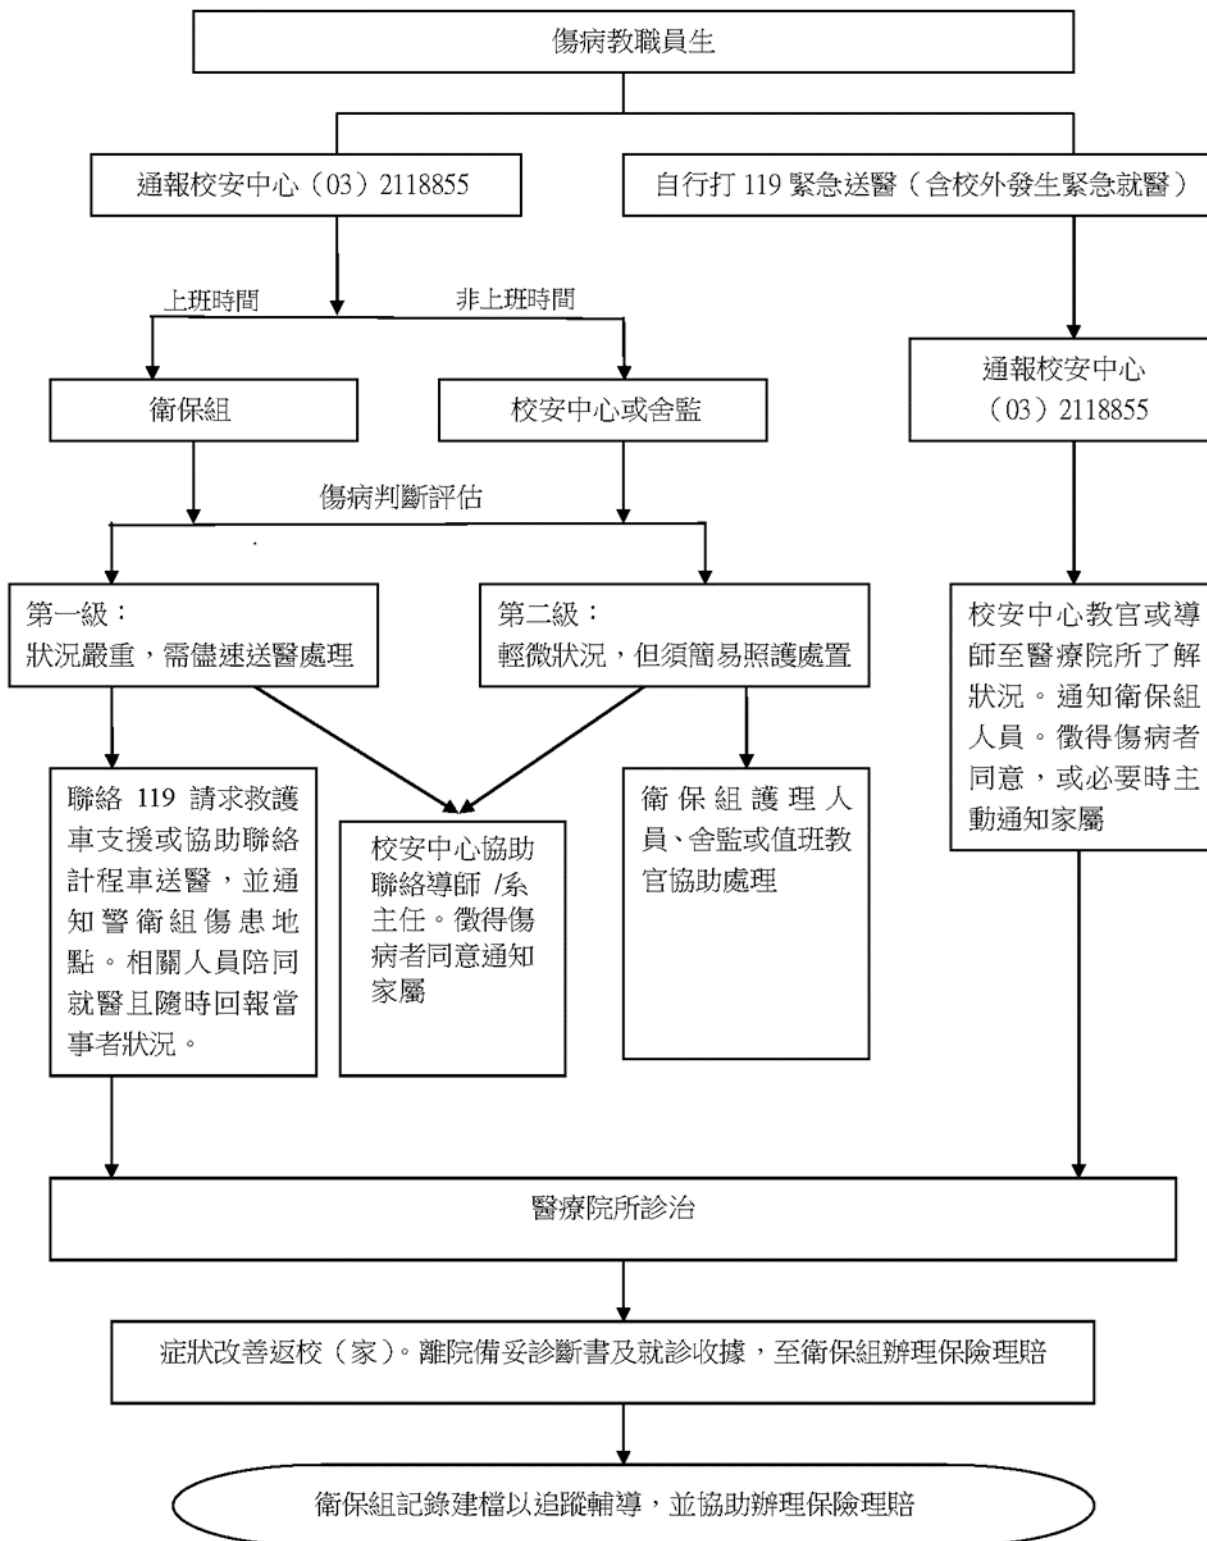 傷病教職員生
通報校安中心（03）2118855
自行打 119 緊急送醫（含校外發生緊急就醫）
上班時間
非上班時間
衛保組
校安中心或舍監
通報校安中心
（03）2118855
傷病判斷評估
第一級：
狀況嚴重，需儘速送醫處理
第二級：
輕微狀況，但須簡易照護處置
校安中心教官或導
師至醫療院所了解
狀況。通知衛保組
人員。徵得傷病者
同意，或必要時主
動通知家屬
聯絡 119 請求救護
車支援或協助聯絡
計程車送醫，並通
知警衛組傷患地
點。相關人員陪同
就醫且隨時回報當
事者狀況。
校安中心協助
聯絡導師 /系
主任。徵得傷
病者同意通知
家屬
衛保組護理人
員、舍監或值班教
官協助處理
醫療院所診治
症狀改善返校（家）。離院備妥診斷書及就診收據，至衛保組辦理保險理賠
衛保組記錄建檔以追蹤輔導，並協助辦理保險理賠